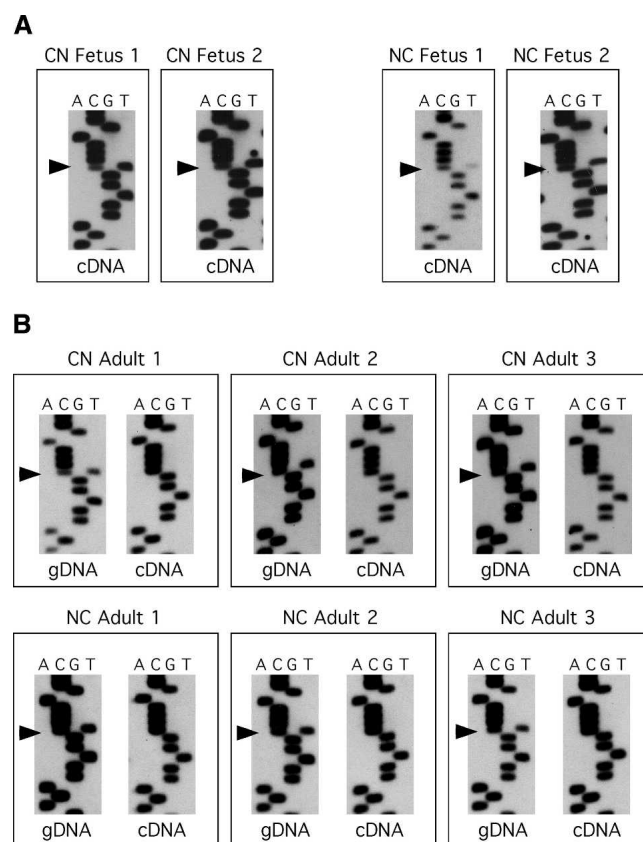 A
CN Fetus 1 CN Fetus 2 NC Fetus 1 NC Fetus 2
A C G T A C G T A C G T A C G T
cDNA cDNA cDNA cDNA
B
CN Adult 1 CN Adult 2 CN Adult 3
A C G T A C G T A C G T A C G T A C G T A C G T
gDNA cDNA gDNA cDNA gDNA cDNA
NC Adult 1 NC Adult 2 NC Adult 3
A C G T A C G T A C G T A C G T A C G T A C G T
gDNA cDNA gDNA cDNA gDNA cDNA